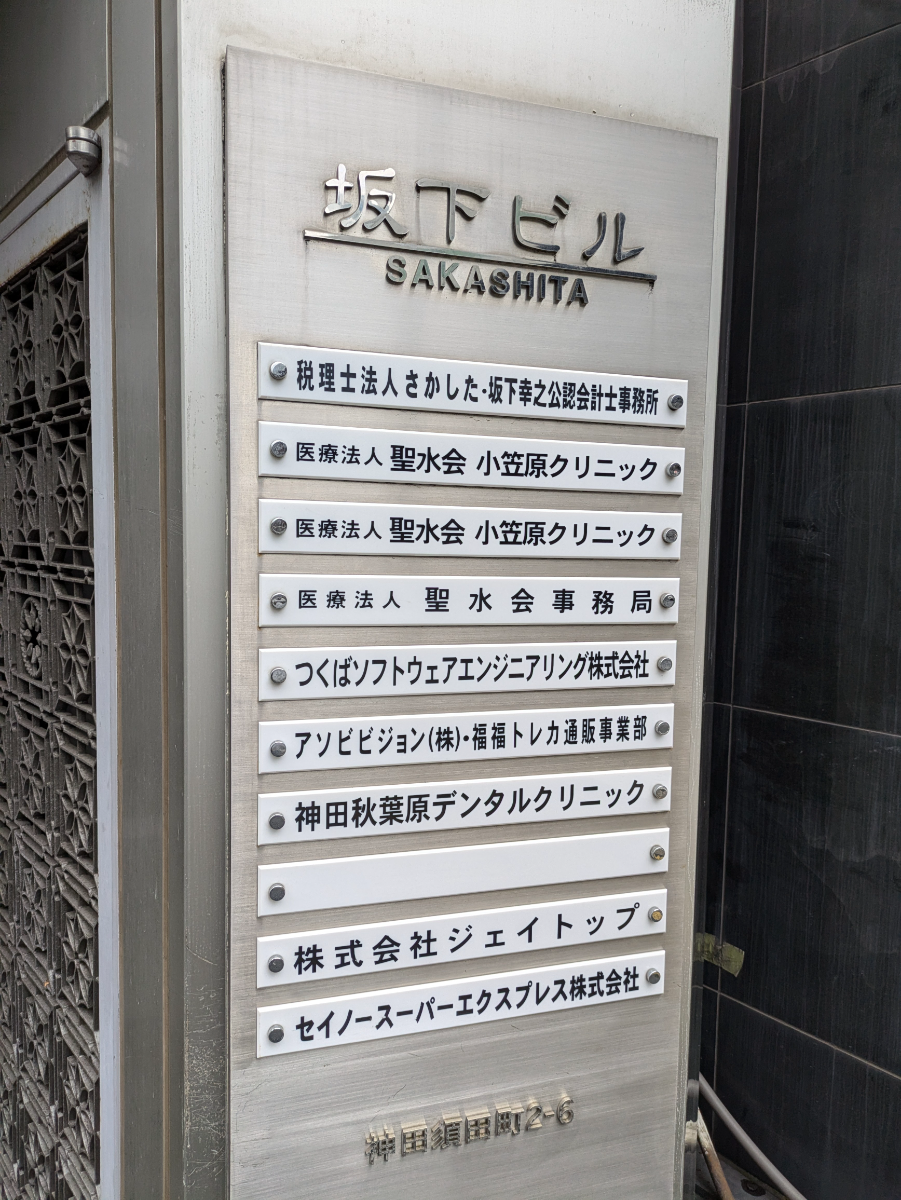 坂下ビル
SAKASHITA
税理士法人さかした・坂下幸之公認会計士事務所
医療法人 聖水会 小笠原クリニック
医療法人 聖水会 小笠原クリニック
医療法人 聖水会事務局
つくばソフトウェアエンジニアリング株式会社
アソビビジョン(株)・福福トレカ通販事業部
神田秋葉原デンタルクリニック
株式会社ジェイトップ
セイノースーパーエクスプレス株式会社
神田須田町2-6